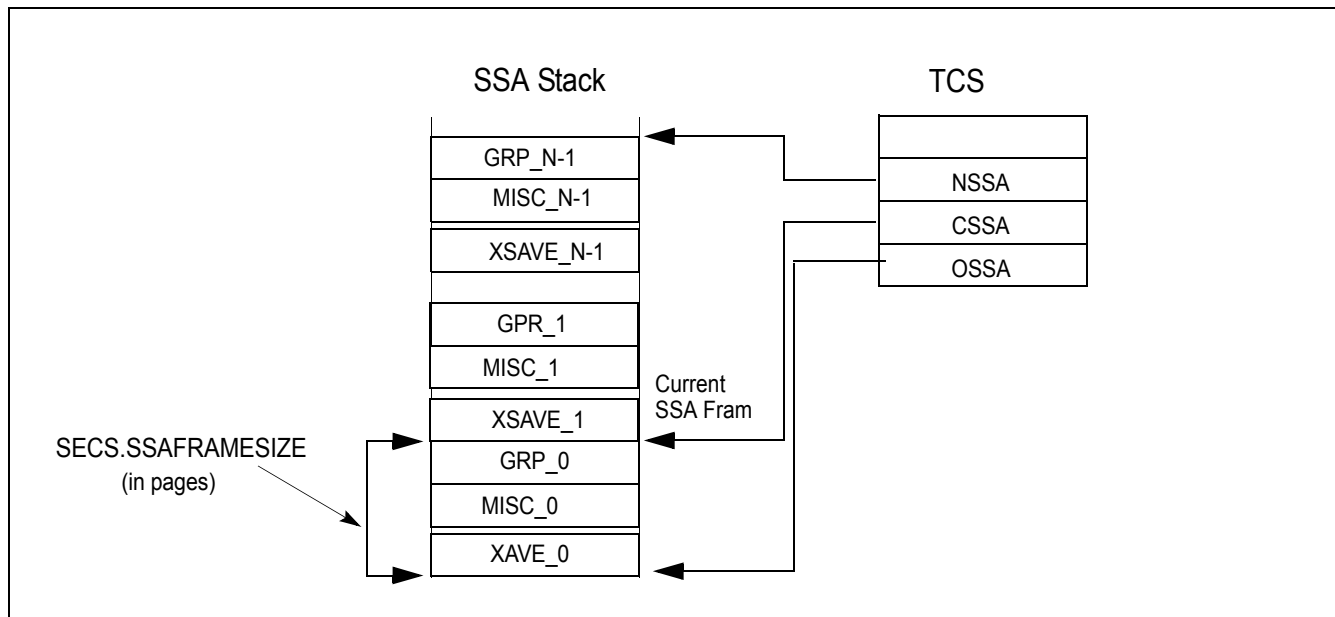 SSA Stack
TCS
GRP_N-1
MISC_N-1
XSAVE_N-1
GPR_1
MISC_1
XSAVE_1
GRP_0
MISC_0
XAVE_0
NSSA
CSSA
OSSA
Current
SSA Fram
SECS.SSAFRAMESIZE
(in pages)